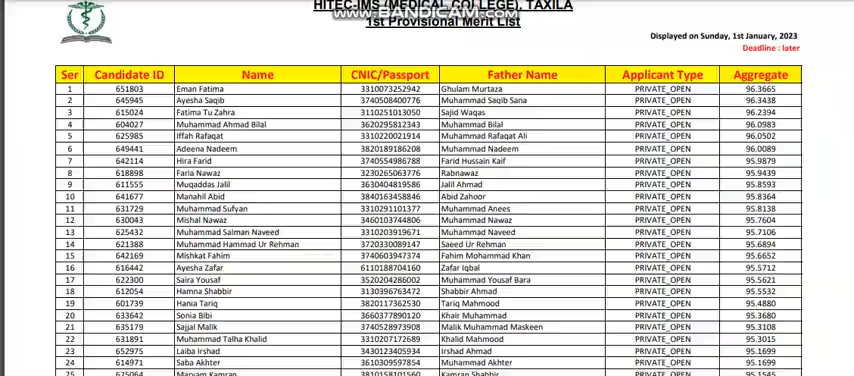 HITEC-IMS (MEDICAL COLLEGE), TAXILA
WWW.BANDICAM.COM
1st Provisional Merit List
Displayed on Sunday, 1st January, 2023
Deadline : later
Ser Candidate ID Name CNIC/Passport Father Name Applicant Type Aggregate
1 651803 Eman Fatima 3310073252942 Ghulam Murtaza PRIVATE_OPEN 96.3665
2 645945 Ayesha Saqib 3740508400776 Muhammad Saqib Sana PRIVATE_OPEN 96.3438
3 615024 Fatima Tu Zahra 3110251013050 Sajid Waqas PRIVATE_OPEN 96.2394
4 604027 Muhammad Ahmad Bilal 3620295812343 Muhammad Bilal PRIVATE_OPEN 96.0983
5 625985 Iffah Rafaqat 3310220021914 Muhammad Rafaqat Ali PRIVATE_OPEN 96.0502
6 649441 Adeena Nadeem 3820189186208 Muhammad Nadeem PRIVATE_OPEN 96.0089
7 642114 Hira Farid 3740554986788 Farid Hussain Kaif PRIVATE_OPEN 95.9879
8 618898 Faria Nawaz 3230265063776 Rabnawaz PRIVATE_OPEN 95.9439
9 611555 Muqaddas Jalil 3630404819586 Jalil Ahmad PRIVATE_OPEN 95.8593
10 641677 Manahil Abid 3840163458846 Abid Zahoor PRIVATE_OPEN 95.8364
11 631729 Muhammad Sufyan 3310291101377 Muhammad Anees PRIVATE_OPEN 95.8138
12 630043 Mishal Nawaz 3460103744806 Muhammad Nawaz PRIVATE_OPEN 95.7604
13 625432 Muhammad Salman Naveed 3310203919671 Muhammad Naveed PRIVATE_OPEN 95.7106
14 621388 Muhammad Hammad Ur Rehman 3720330089147 Saeed Ur Rehman PRIVATE_OPEN 95.6894
15 642169 Mishkat Fahim 3740603947374 Fahim Mohammad Khan PRIVATE_OPEN 95.6652
16 616442 Ayesha Zafar 6110188704160 Zafar Iqbal PRIVATE_OPEN 95.5712
17 622300 Saira Yousaf 3520204286002 Muhammad Yousaf Bara PRIVATE_OPEN 95.5621
18 612054 Hamna Shabbir 3130396763472 Shabbir Ahmad PRIVATE_OPEN 95.5532
19 601739 Hania Tariq 3820117362530 Tariq Mahmood PRIVATE_OPEN 95.4880
20 633642 Sonia Bibi 3660377890120 Khair Muhammad PRIVATE_OPEN 95.3680
21 635179 Sajjal Malik 3740528973908 Malik Muhammad Maskeen PRIVATE_OPEN 95.3108
22 631891 Muhammad Talha Khalid 3310207172689 Khalid Mahmood PRIVATE_OPEN 95.3015
23 652975 Laiba Irshad 3430123405934 Irshad Ahmad PRIVATE_OPEN 95.1699
24 614971 Saba Akhter 3610309597854 Muhammad Akhter PRIVATE_OPEN 95.1699
25 625064 Maryam Kamran 3810158101560 Kamran Shabbir PRIVATE_OPEN 95.1545